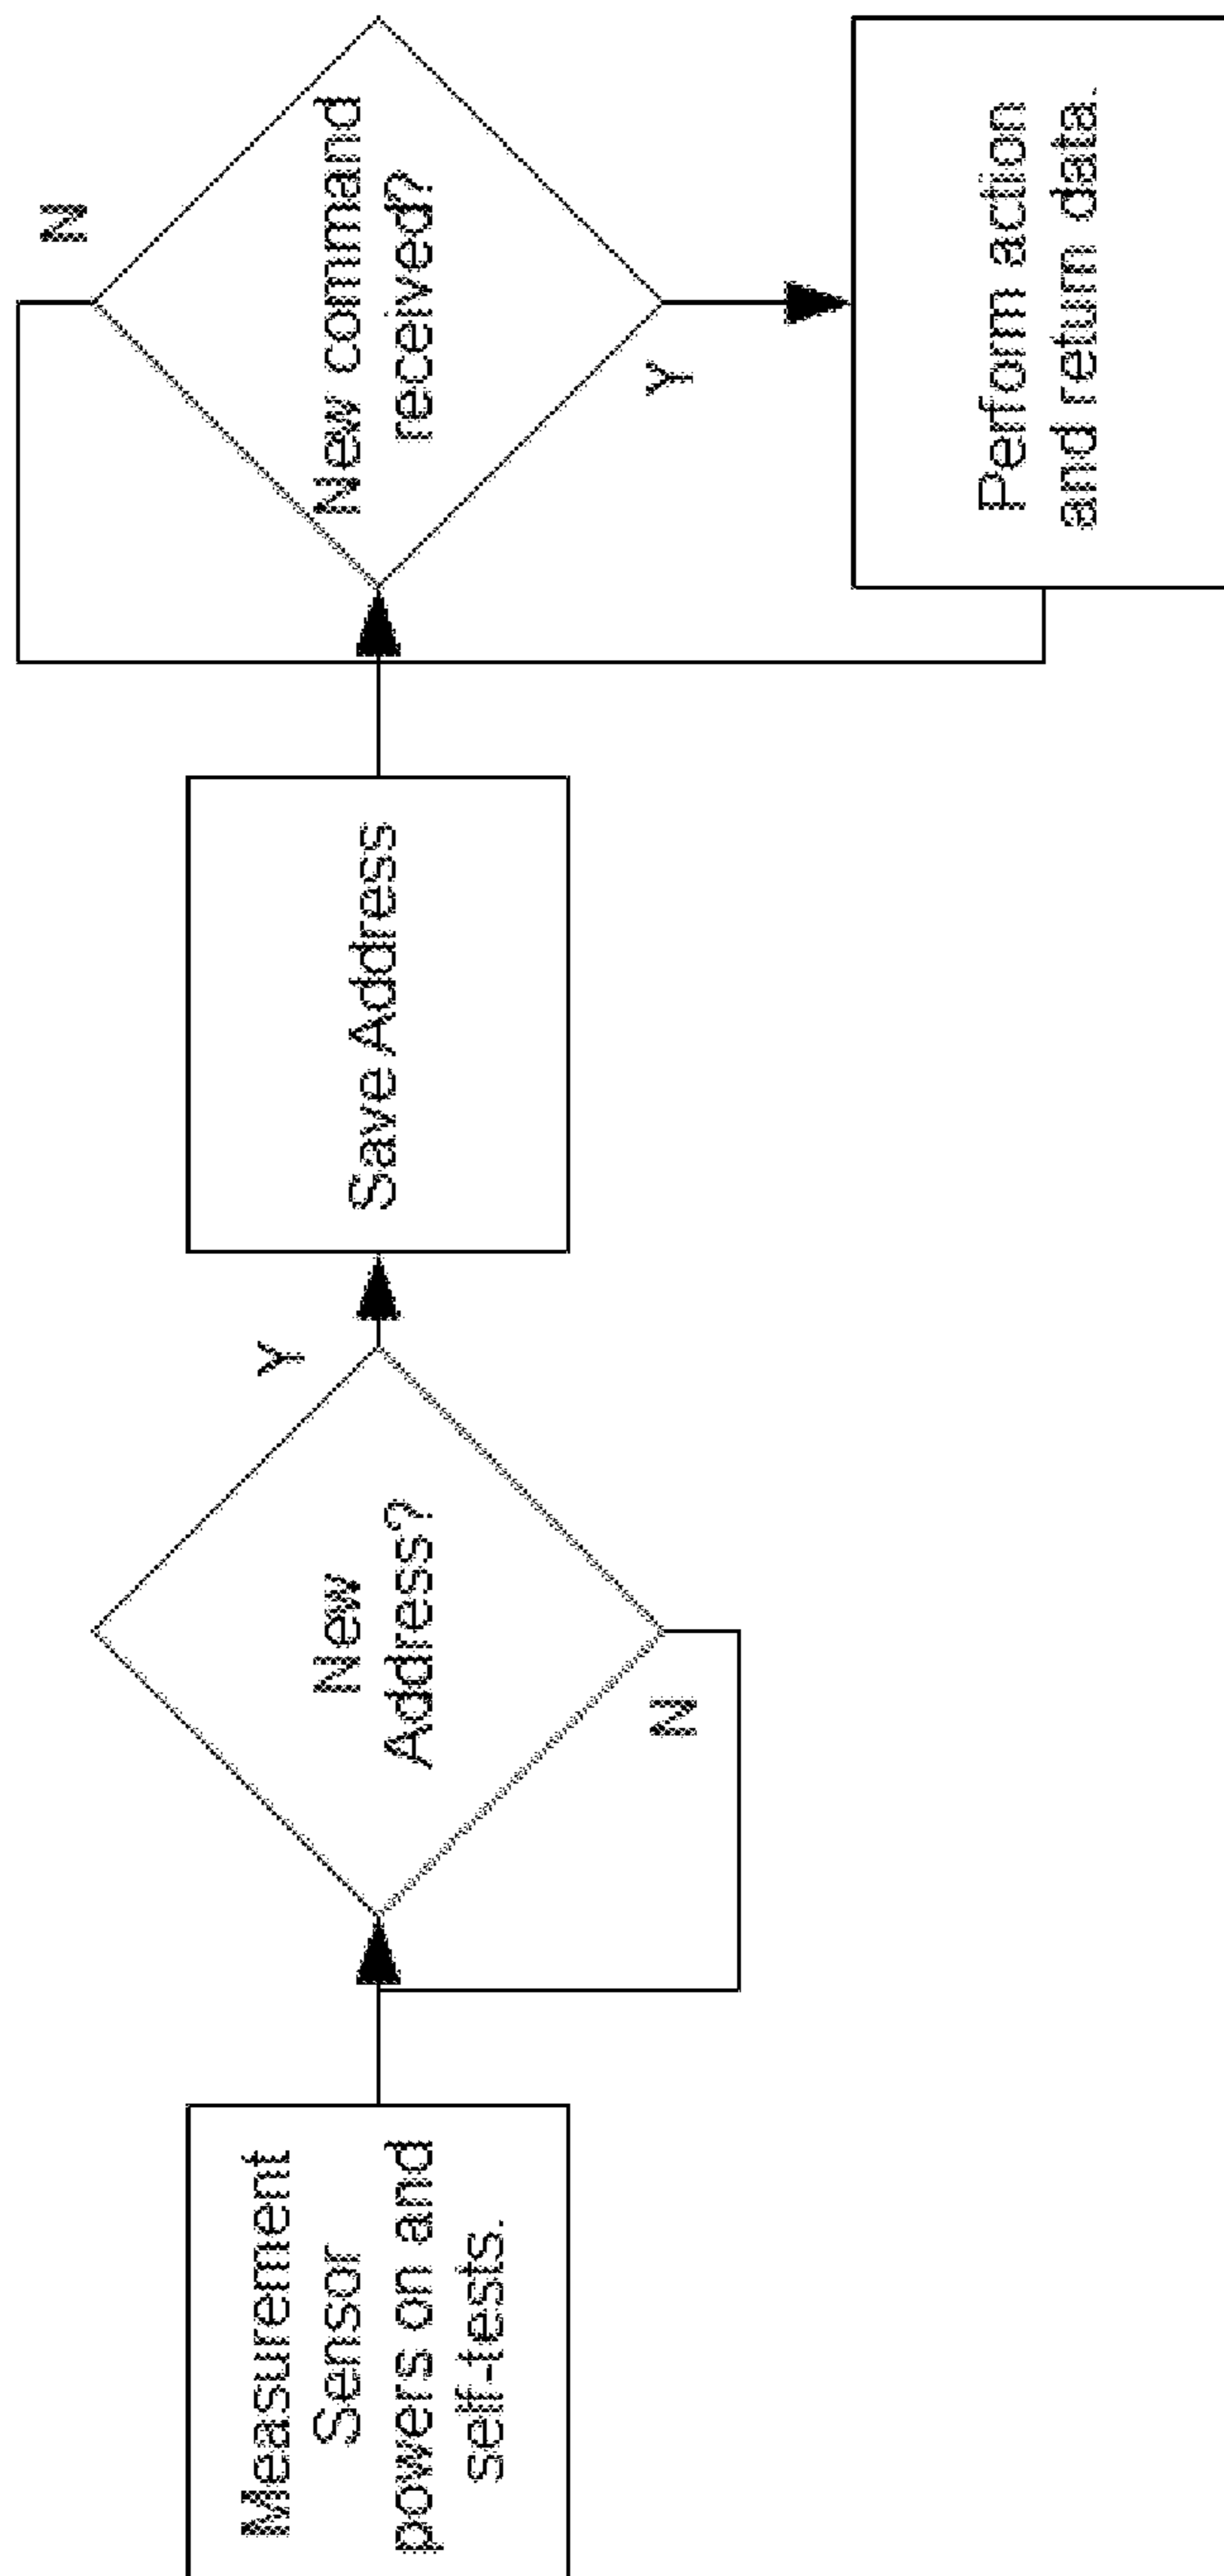 Measurement
Sensor
powers on and
self-tests.
New
Address?
N
Y
Save Address
New command
received?
N
Y
Perform action
and return data.